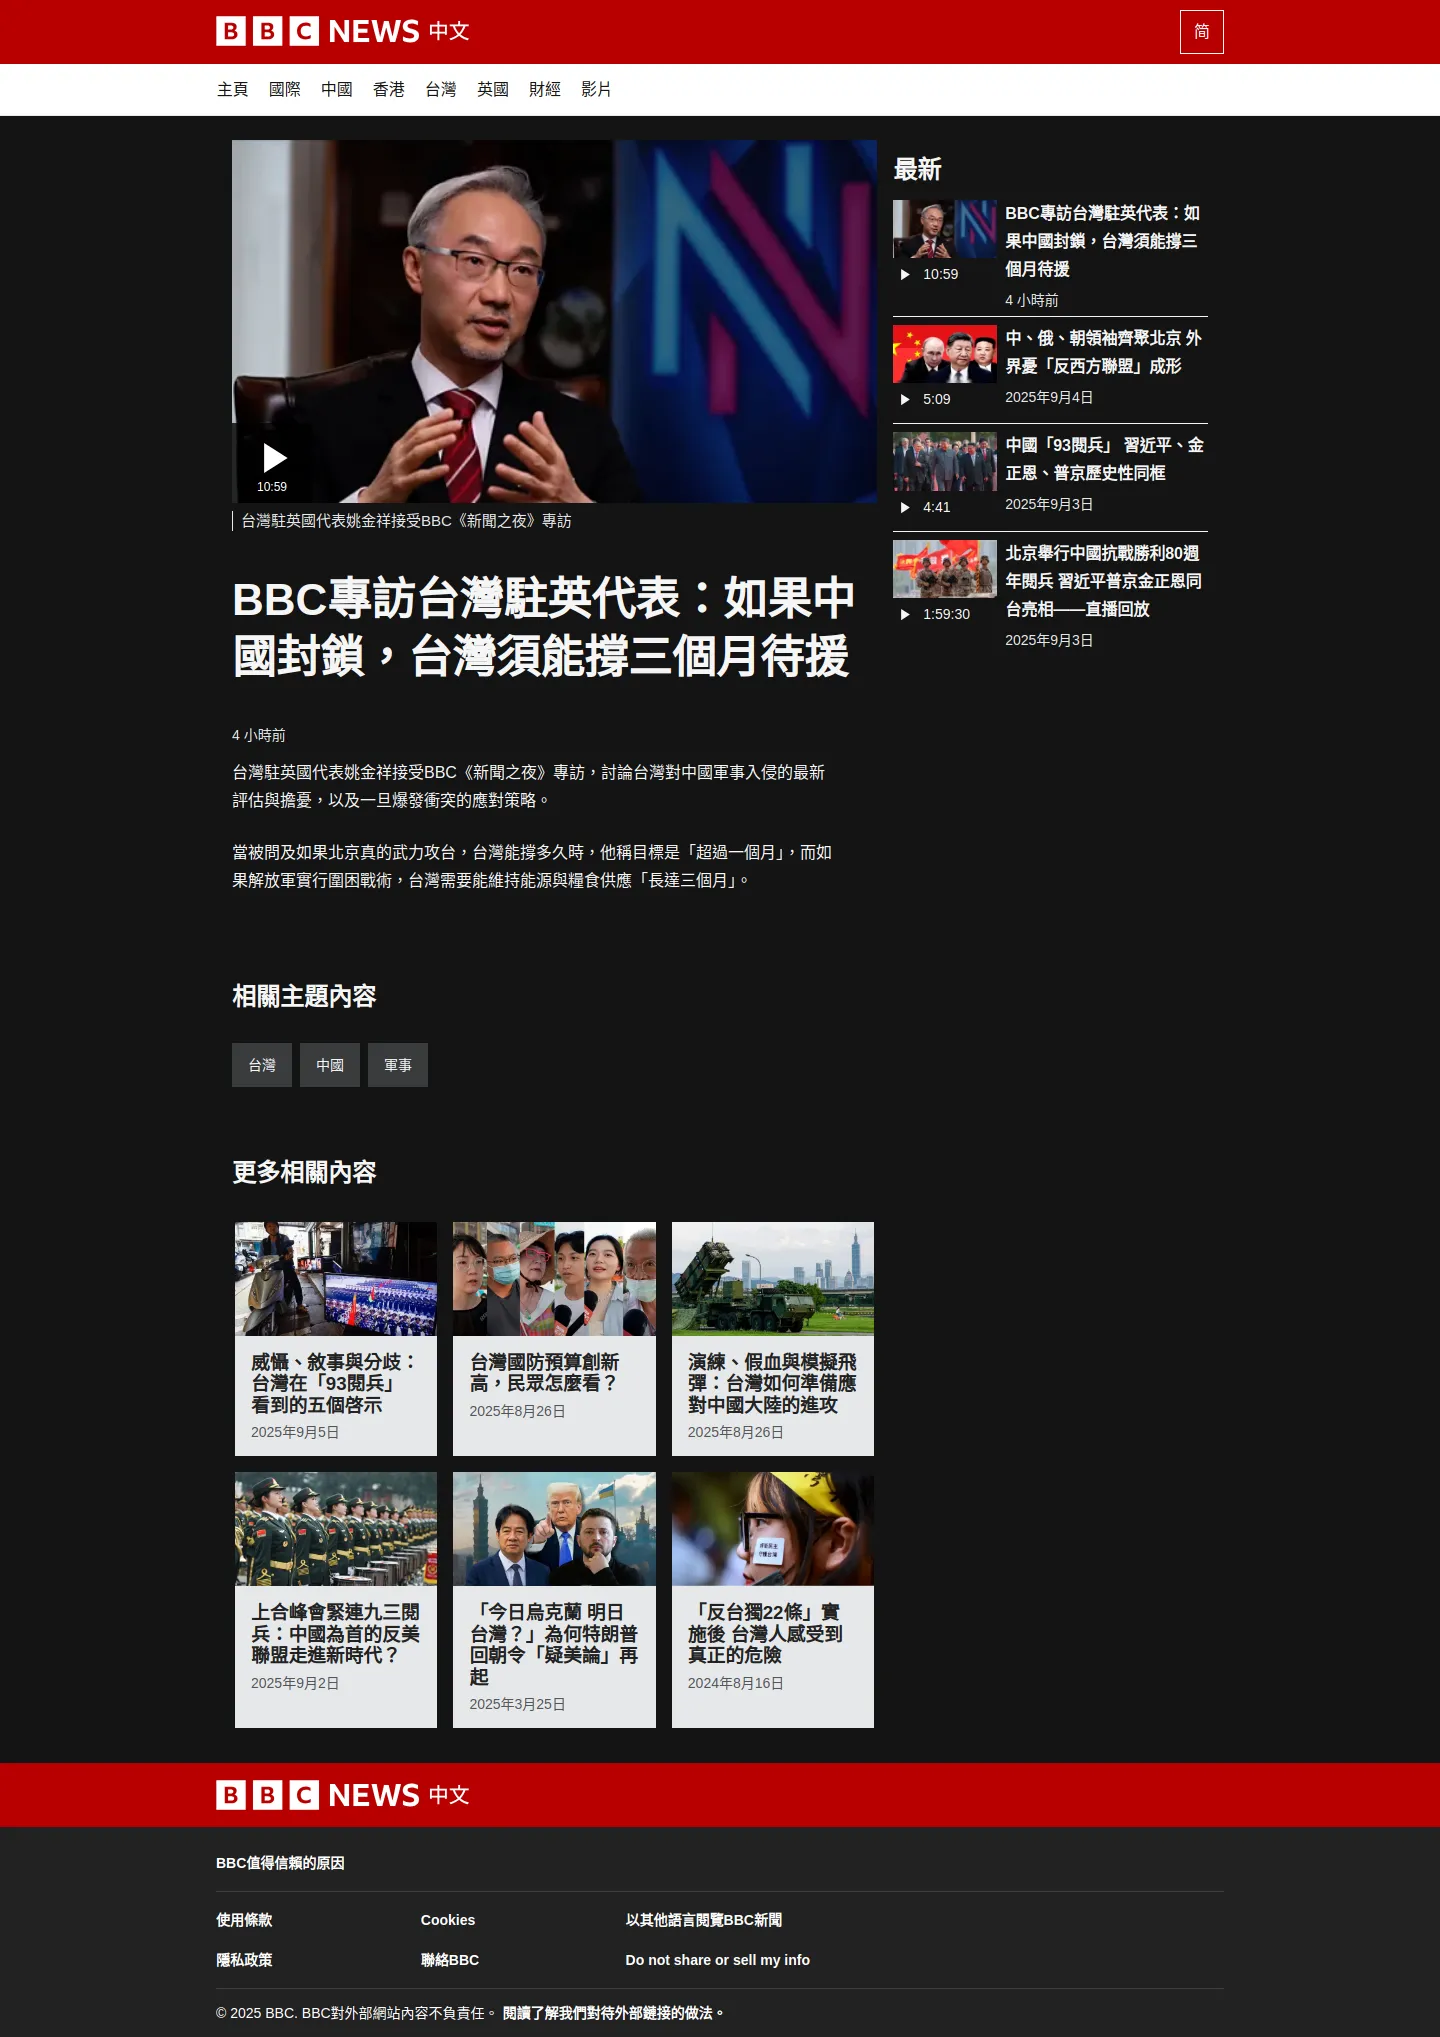 BBC NEWS 中文
简
主頁 國際 中國 香港 台灣 英國 財經 影片
10:59
台灣駐英國代表姚金祥接受BBC《新聞之夜》專訪
BBC專訪台灣駐英代表：如果中
國封鎖，台灣須能撐三個月待援
4 小時前
台灣駐英國代表姚金祥接受BBC《新聞之夜》專訪，討論台灣對中國軍事入侵的最新
評估與擔憂，以及一旦爆發衝突的應對策略。
當被問及如果北京真的武力攻台，台灣能撐多久時，他稱目標是「超過一個月」，而如
果解放軍實行圍困戰術，台灣需要能維持能源與糧食供應「長達三個月」。
最新
BBC專訪台灣駐英代表：如
果中國封鎖，台灣須能撐三
個月待援
10:59
4 小時前
中、俄、朝領袖齊聚北京 外
界憂「反西方聯盟」成形
5:09
2025年9月4日
中國「93閱兵」 習近平、金
正恩、普京歷史性同框
4:41
2025年9月3日
北京舉行中國抗戰勝利80週
年閱兵 習近平普京金正恩同
台亮相——直播回放
1:59:30
2025年9月3日
相關主題內容
台灣 中國 軍事
更多相關內容
威懾、敘事與分歧：
台灣在「93閱兵」
看到的五個啓示
2025年9月5日
台灣國防預算創新
高，民眾怎麼看？
2025年8月26日
演練、假血與模擬飛
彈：台灣如何準備應
對中國大陸的進攻
2025年8月26日
上合峰會緊連九三閱
兵：中國為首的反美
聯盟走進新時代？
2025年9月2日
「今日烏克蘭 明日
台灣？」為何特朗普
回朝令「疑美論」再
起
2025年3月25日
「反台獨22條」實
施後 台灣人感受到
真正的危險
2024年8月16日
BBC NEWS 中文
BBC值得信賴的原因
使用條款 Cookies 以其他語言閱覽BBC新聞
隱私政策 聯絡BBC Do not share or sell my info
© 2025 BBC. BBC對外部網站內容不負責任。 閱讀了解我們對待外部鏈接的做法。